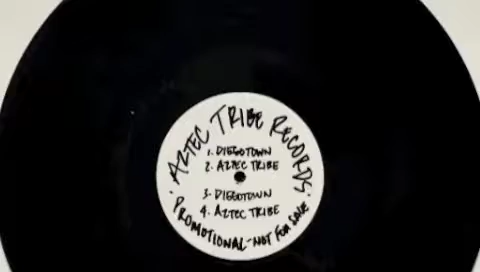 · AZTEC TRIBE RECORDS ·
1. DIEGOTOWN
2. AZTEC TRIBE
3. DIEGOTOWN
4. AZTEC TRIBE
PROMOTIONAL-NOT FOR SALE